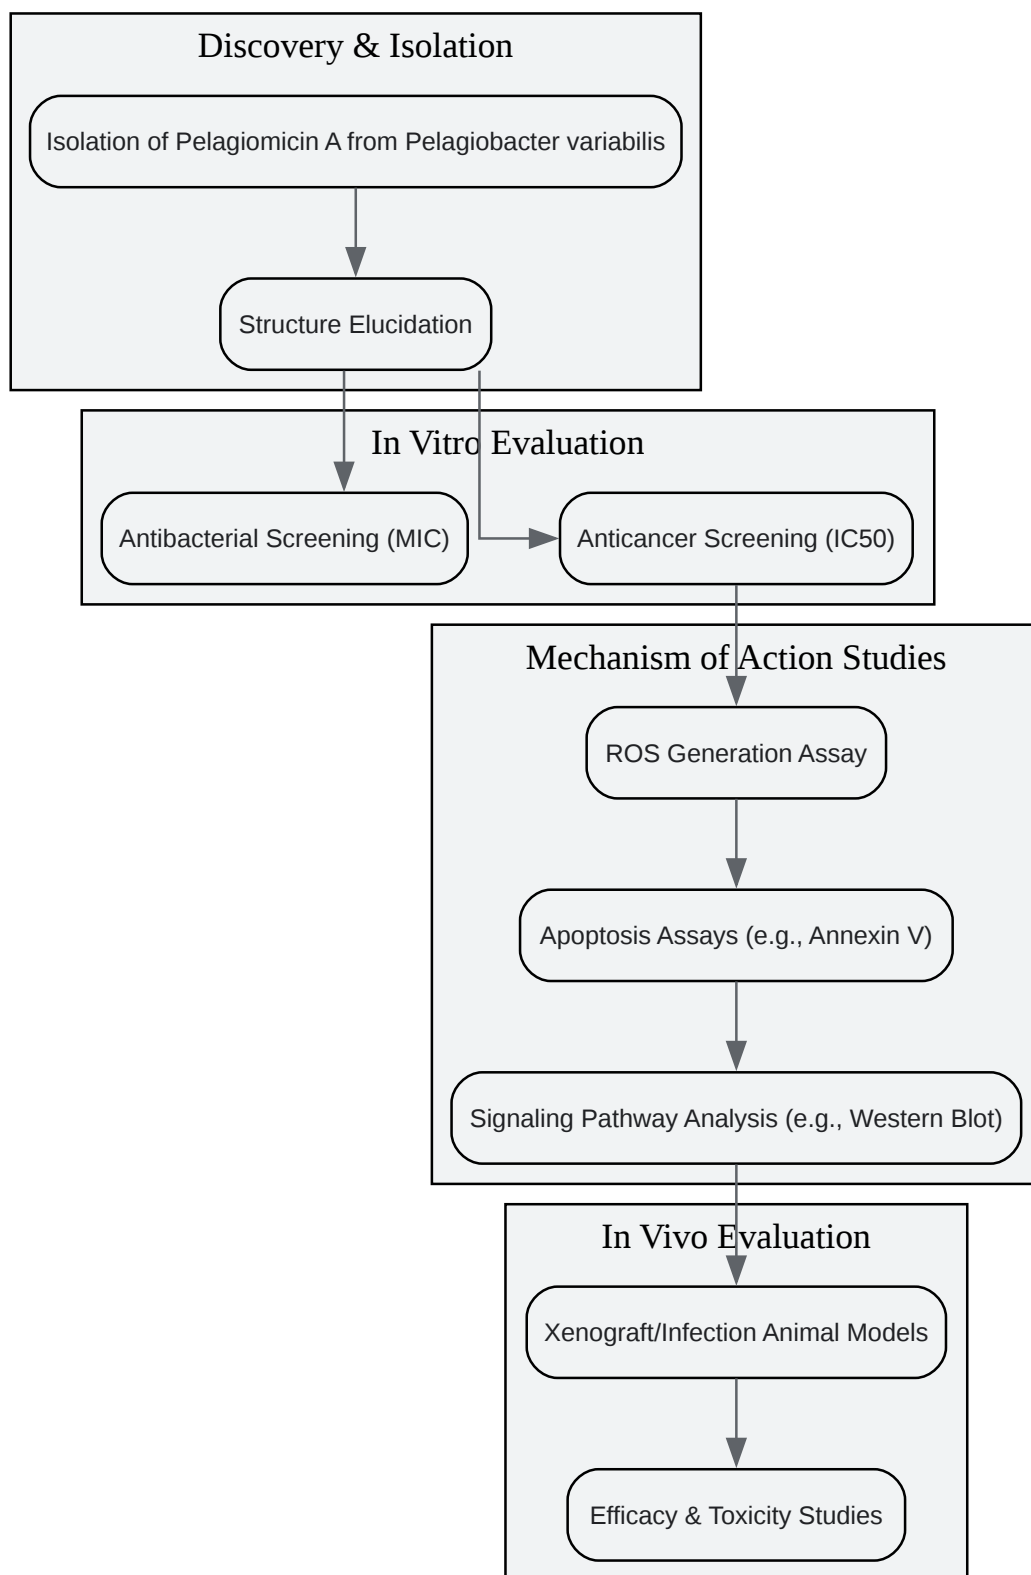 Discovery & Isolation
Isolation of Pelagiomicin A from Pelagiobacter variabilis
Structure Elucidation
In Vitro Evaluation
Antibacterial Screening (MIC)
Anticancer Screening (IC50)
Mechanism of Action Studies
ROS Generation Assay
Apoptosis Assays (e.g., Annexin V)
Signaling Pathway Analysis (e.g., Western Blot)
In Vivo Evaluation
Xenograft/Infection Animal Models
Efficacy & Toxicity Studies